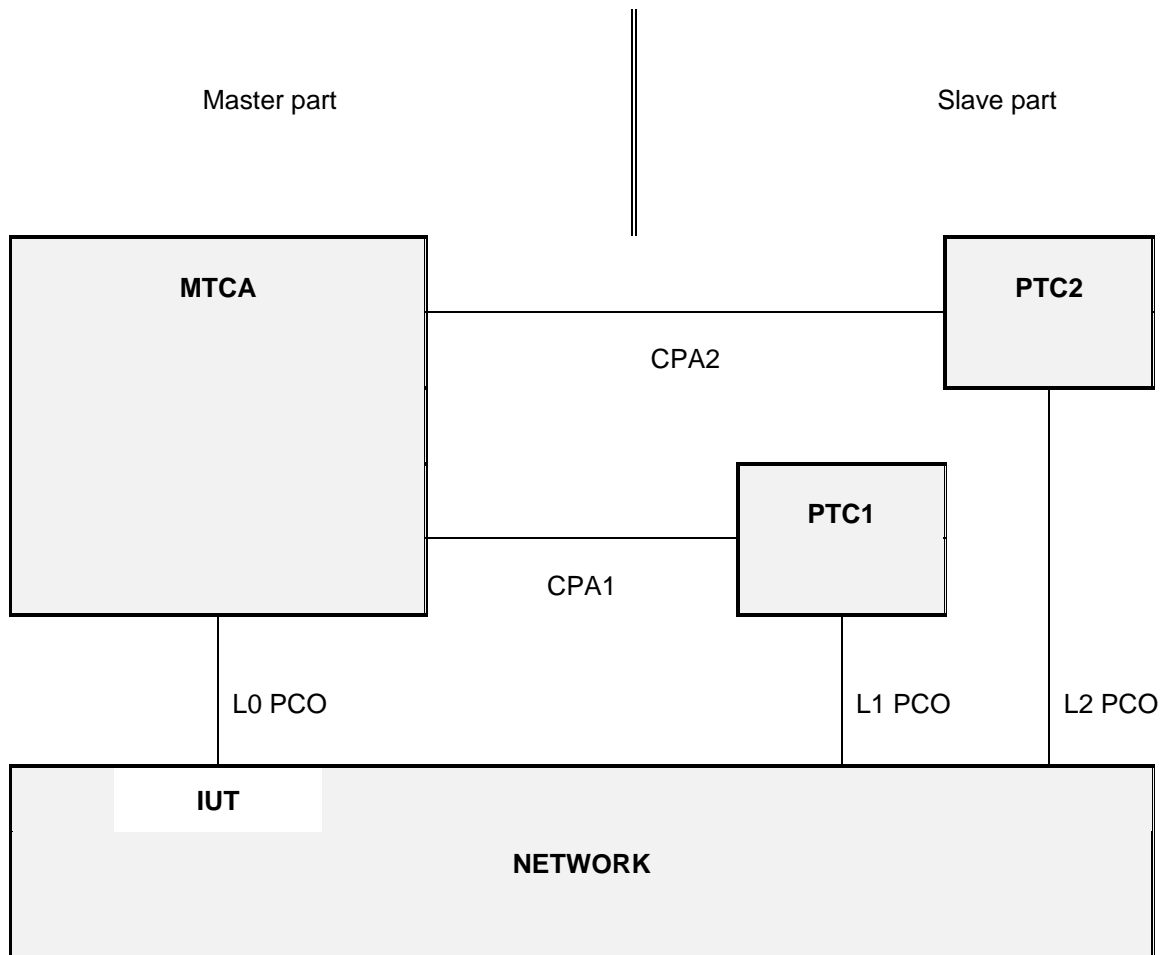 Master part
Slave part
MTCA
PTC2
CPA2
PTC1
CPA1
L0 PCO
L1 PCO
L2 PCO
IUT
NETWORK